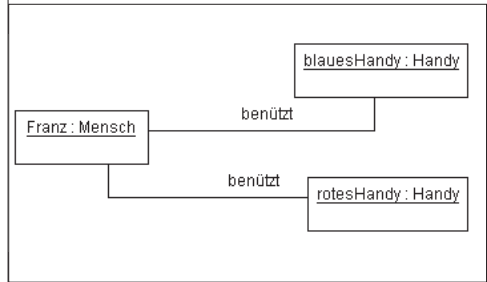 blauesHandy : Handy
benützt
Franz : Mensch
benützt
rotesHandy : Handy